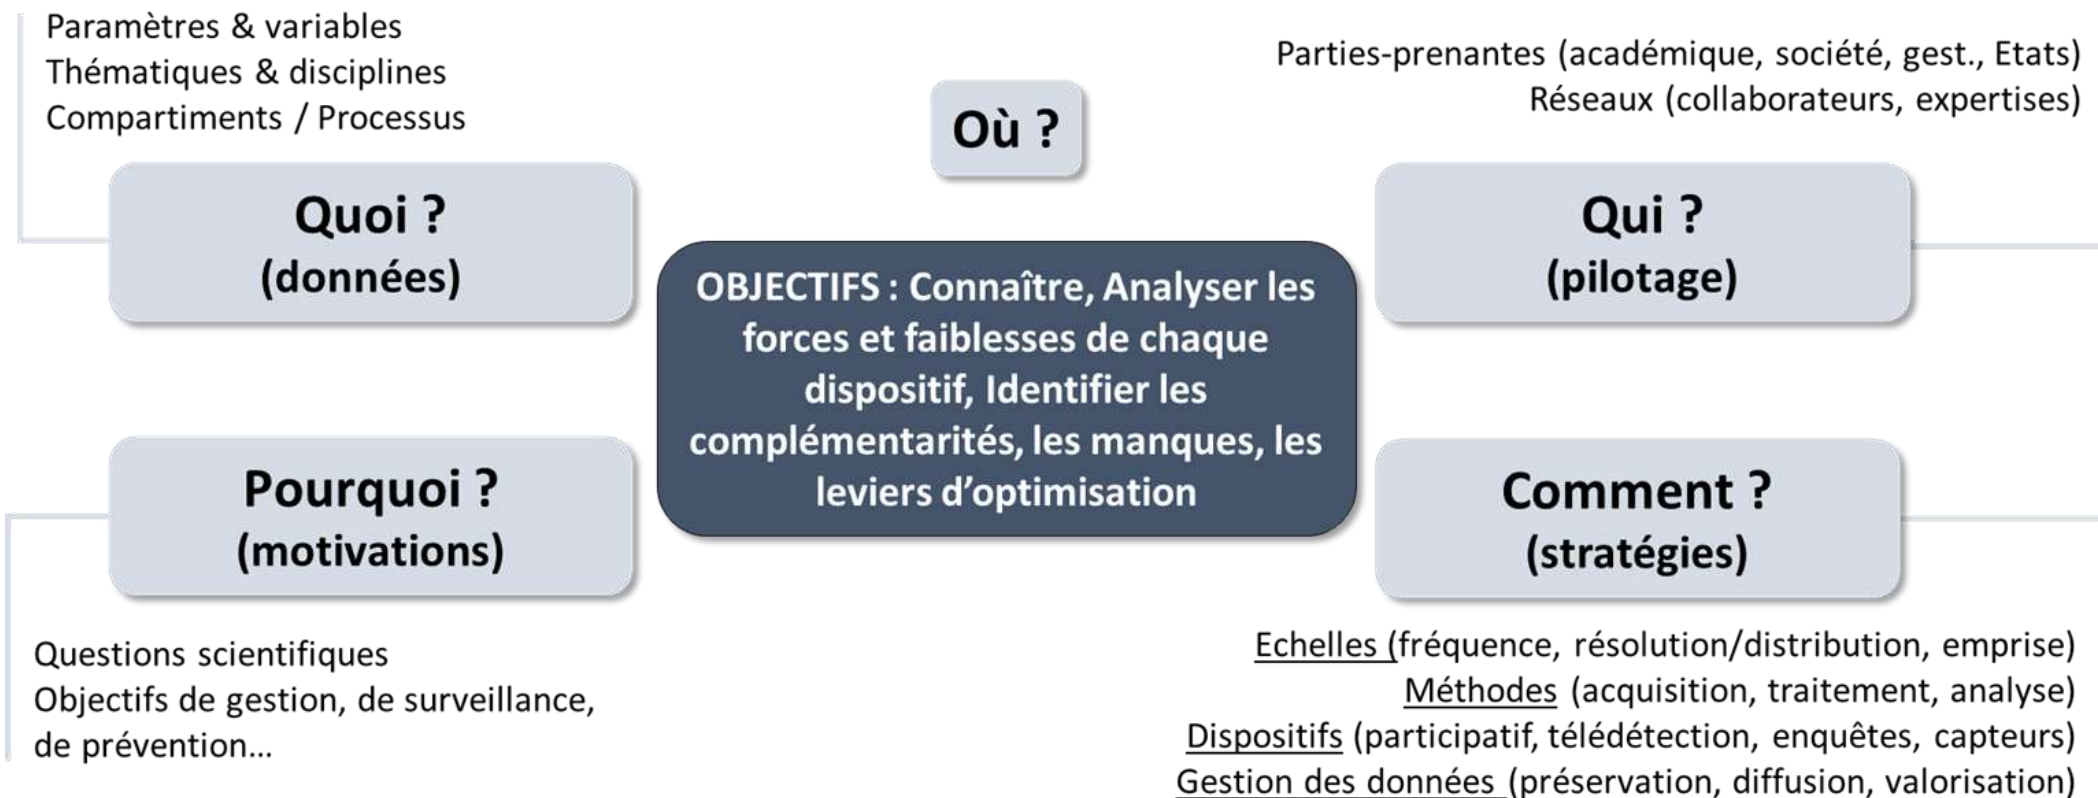 Paramètres & variables
Thématiques & disciplines
Compartiments / Processus
Quoi ?
(données)
Où ?
Parties-prenantes (académique, société, gest., Etats)
Réseaux (collaborateurs, expertises)
Qui ?
(pilotage)
OBJECTIFS : Connaître, Analyser les
forces et faiblesses de chaque
dispositif, Identifier les
complémentarités, les manques, les
leviers d’optimisation
Pourquoi ?
(motivations)
Questions scientifiques
Objectifs de gestion, de surveillance,
de prévention...
Comment ?
(stratégies)
Echelles (fréquence, résolution/distribution, emprise)
Méthodes (acquisition, traitement, analyse)
Dispositifs (participatif, télédétection, enquêtes, capteurs)
Gestion des données (préservation, diffusion, valorisation)